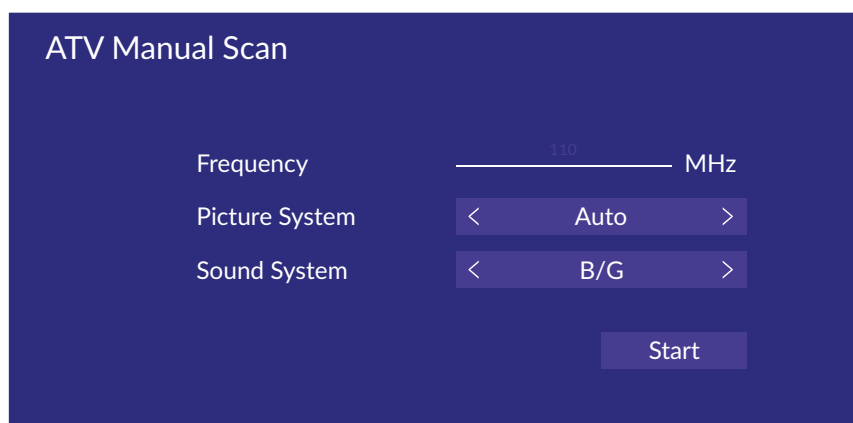 ATV Manual Scan
Frequency 110 MHz
Picture System < Auto >
Sound System < B/G >
Start